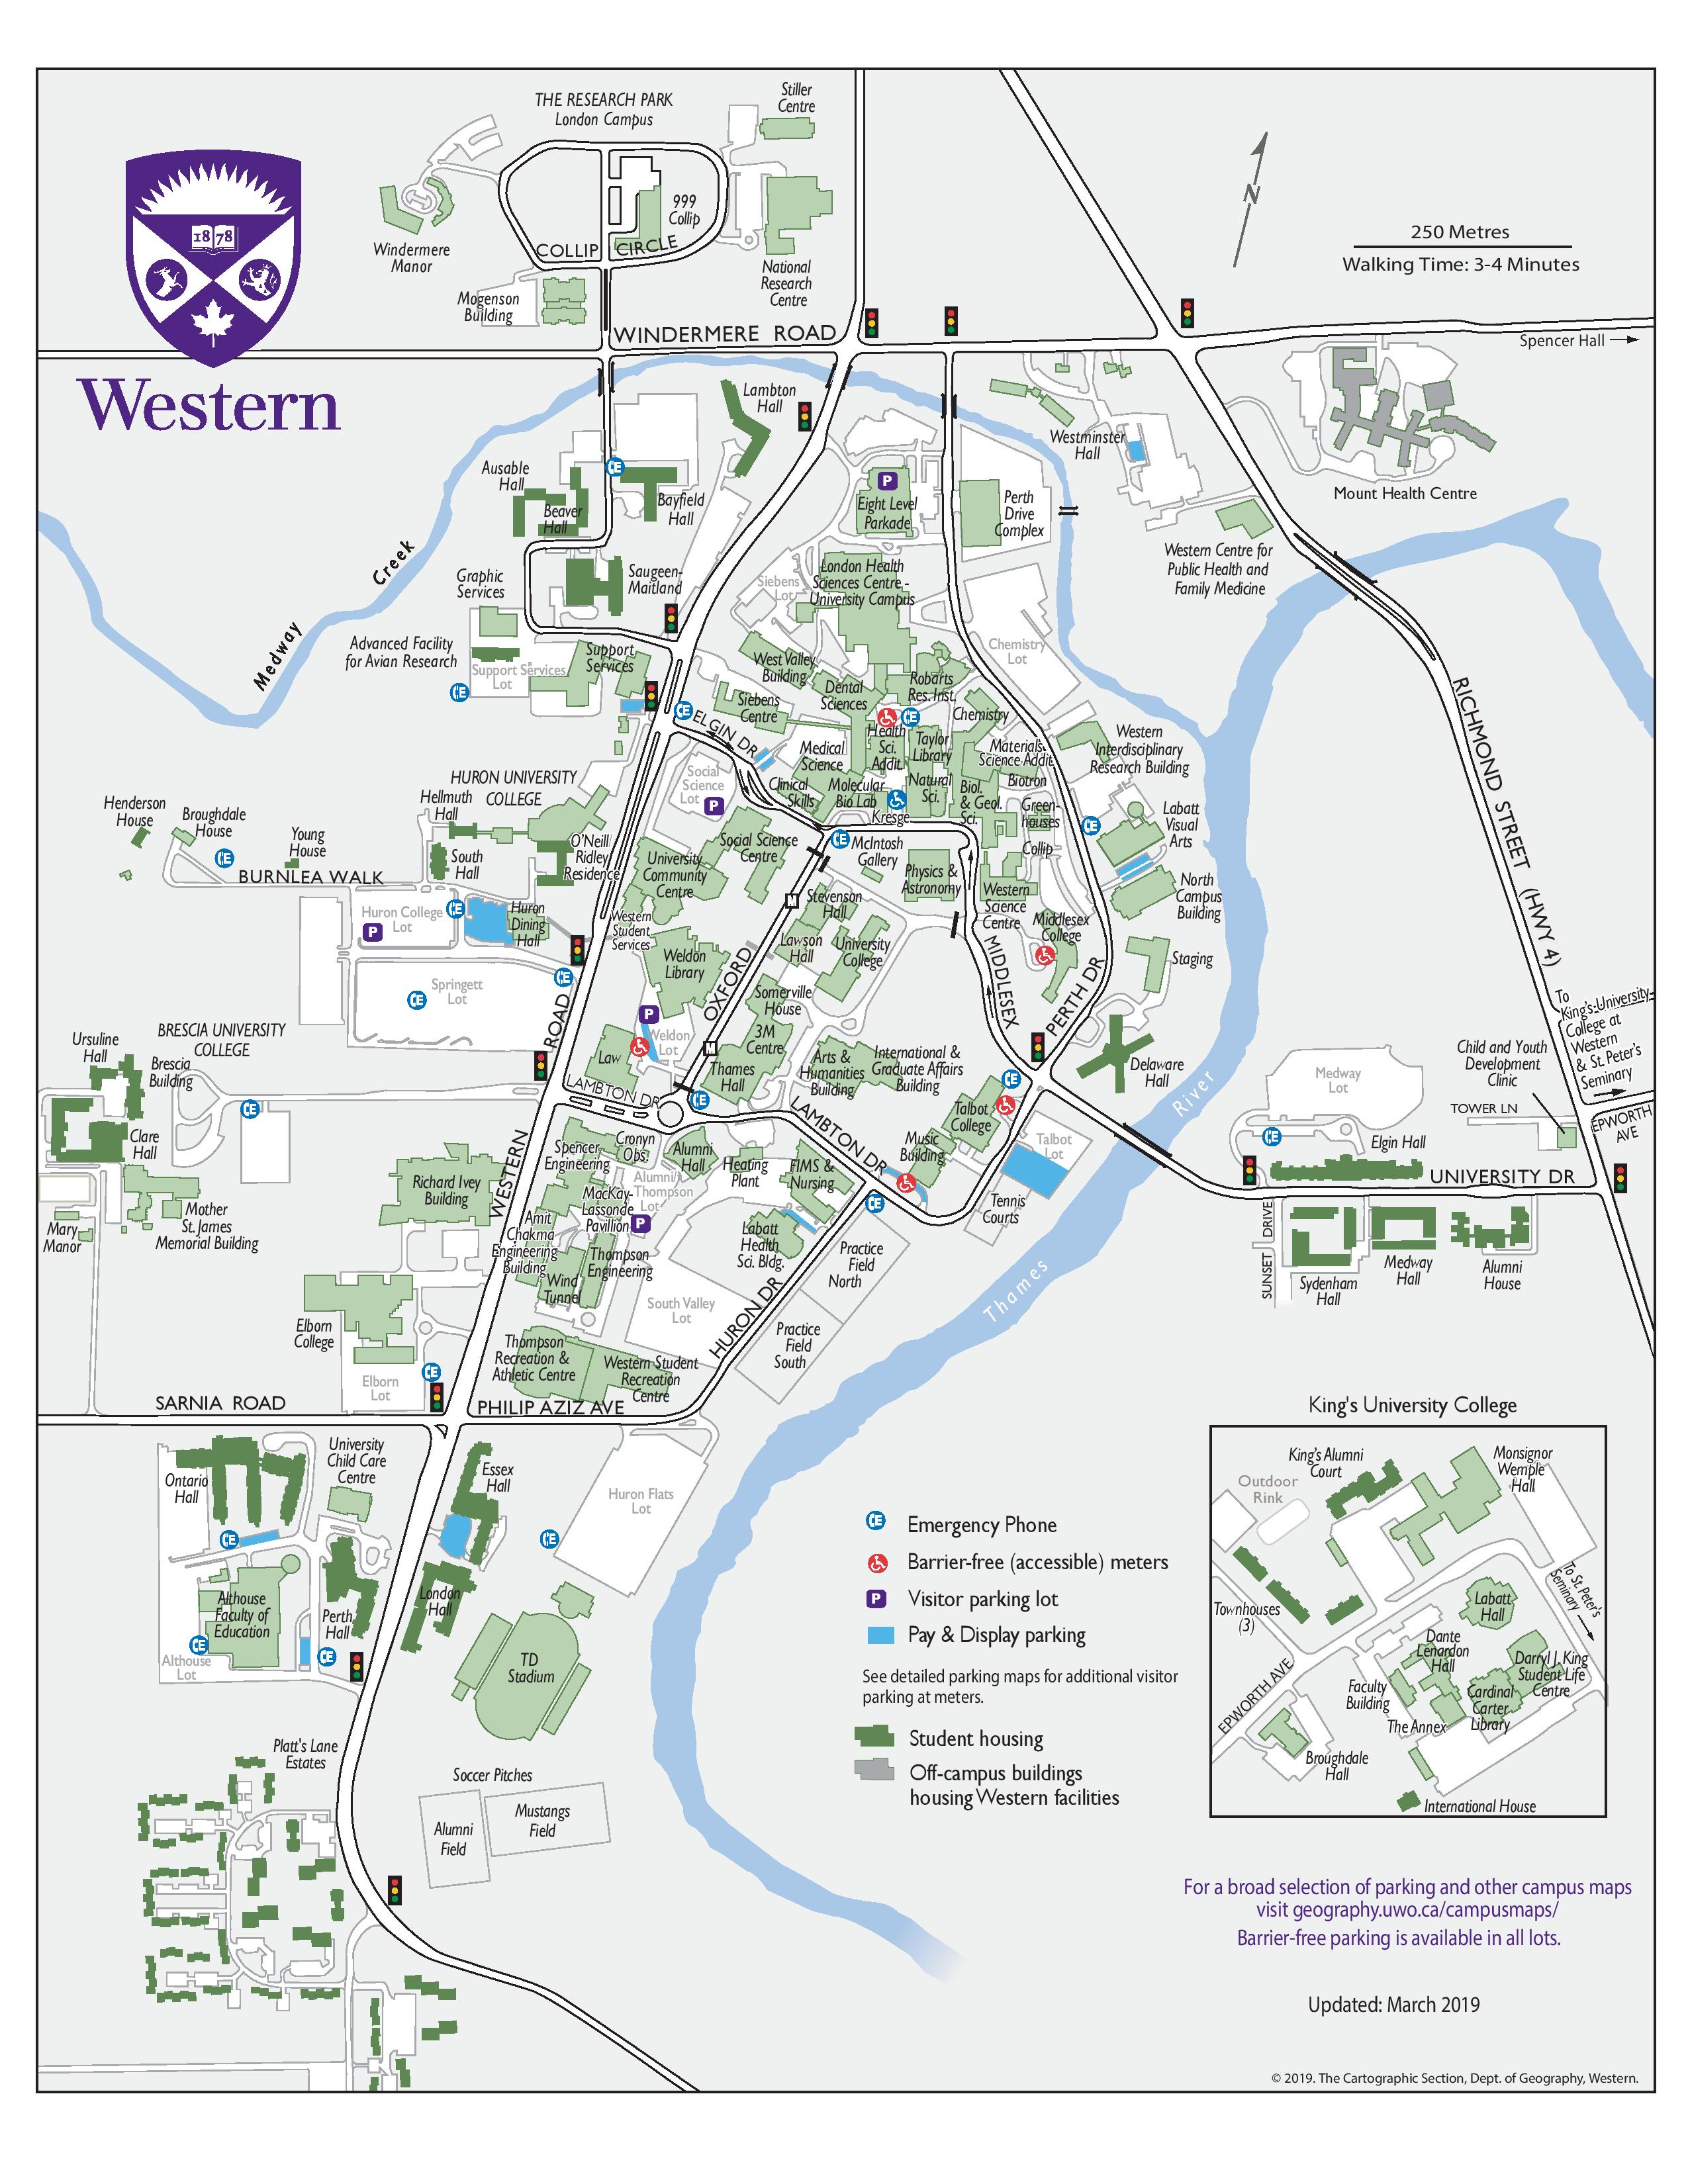 THE RESEARCH PARK
London Campus
Stiller
Centre
999
Collip
COLLIP CIRCLE
Windermere
Manor
National
Research
Centre
Mogenson
Building
WINDERMERE ROAD
1878
Western
N
250 Metres
Walking Time: 3-4 Minutes
Spencer Hall
Mount Health Centre
Lambton
Hall
Westminster
Hall
Ausable
Hall
Beaver
Hall
Bayfield
Hall
P
Eight Level
Parkade
Perth
Drive
Complex
Western Centre for
Public Health and
Family Medicine
Medway
Creek
Graphic
Services
Saugeen-
Maitland
Siebens
Lot
London Health
Sciences Centre -
University Campus
Chemistry
Lot
Advanced Facility
for Avian Research
Support Services
Lot
Support
Services
West Valley
Building
Dental
Sciences
Robarts
Res. Inst.
Siebens
Centre
Chemistry
ELGIN DR
Medical
Science
Health
Sci.
Addit.
Taylor
Library
Materials
Science Addit.
Western
Interdisciplinary
Research Building
RICHMOND STREET (HWY 4)
Social
Science
Lot
P
Clinical
Skills
Molecular
Bio Lab
Kresge
Natural
Sci.
Biol.
& Geol.
Sci.
Biotron
Green-
houses
Collip
Labatt
Visual
Arts
HURON UNIVERSITY
COLLEGE
Hellmuth
Hall
Henderson
House
Broughdale
House
Young
House
South
Hall
O'Neill
Ridley
Residence
BURNLEA WALK
Social Science
Centre
University
Community
Centre
McIntosh
Gallery
Physics &
Astronomy
Western
Science
Centre
Middlesex
College
North
Campus
Building
Huron College
Lot
P
Huron
Dining
Hall
Western
Student
Services
M
Stevenson
Hall
Lawson
Hall
University
College
MIDDLESEX
Staging
Springett
Lot
Weldon
Library
OXFORD
Somerville
House
PERTH DR
To
King's University
College at
Western
& St. Peter's
Seminary
BRESCIA UNIVERSITY
COLLEGE
Ursuline
Hall
Brescia
Building
Clare
Hall
WESTERN ROAD
Law
P
Weldon
Lot
M
3M
Centre
Thames
Hall
Arts &
Humanities
Building
International &
Graduate Affairs
Building
Delaware
Hall
Medway
Lot
Child and Youth
Development
Clinic
TOWER LN
EPWORTH
AVE
LAMBTON DR
LAMBTON DR
Talbot
College
Talbot
Lot
Elgin Hall
UNIVERSITY DR
Mary
Manor
Mother
St. James
Memorial Building
Richard Ivey
Building
Spencer
Engineering
Cronyn
Obs.
Alumni
Hall
Heating
Plant
FIMS &
Nursing
Music
Building
Alumni/
Thompson
Lot
P
MacKay-
Lassonde
Pavillion
Amit
Chakma
Engineering
Building
Thompson
Engineering
Wind
Tunnel
Labatt
Health
Sci. Bldg.
Tennis
Courts
Practice
Field
North
Practice
Field
South
South Valley
Lot
HURON DR
Thames
River
SUNSET DRIVE
Sydenham
Hall
Medway
Hall
Alumni
House
Elborn
College
Elborn
Lot
Thompson
Recreation &
Athletic Centre
Western Student
Recreation
Centre
SARNIA ROAD
PHILIP AZIZ AVE
Ontario
Hall
University
Child Care
Centre
Essex
Hall
Huron Flats
Lot
Althouse
Faculty of
Education
Althouse
Lot
Perth
Hall
London
Hall
TD
Stadium
Platt's Lane
Estates
Soccer Pitches
Alumni
Field
Mustangs
Field
CE Emergency Phone
Barrier-free (accessible) meters
P Visitor parking lot
Pay & Display parking
See detailed parking maps for additional visitor
parking at meters.
Student housing
Off-campus buildings
housing Western facilities
King's University College
King's Alumni
Court
Outdoor
Rink
Monsignor
Wemple
Hall
Townhouses
(3)
To St. Peter's
Seminary
Labatt
Hall
Dante
Lenardon
Hall
Darryl J. King
Student Life
Centre
Faculty
Building
Cardinal
Carter
Library
The Annex
EPWORTH AVE
Broughdale
Hall
International House
For a broad selection of parking and other campus maps
visit geography.uwo.ca/campusmaps/
Barrier-free parking is available in all lots.
Updated: March 2019
© 2019. The Cartographic Section, Dept. of Geography, Western.